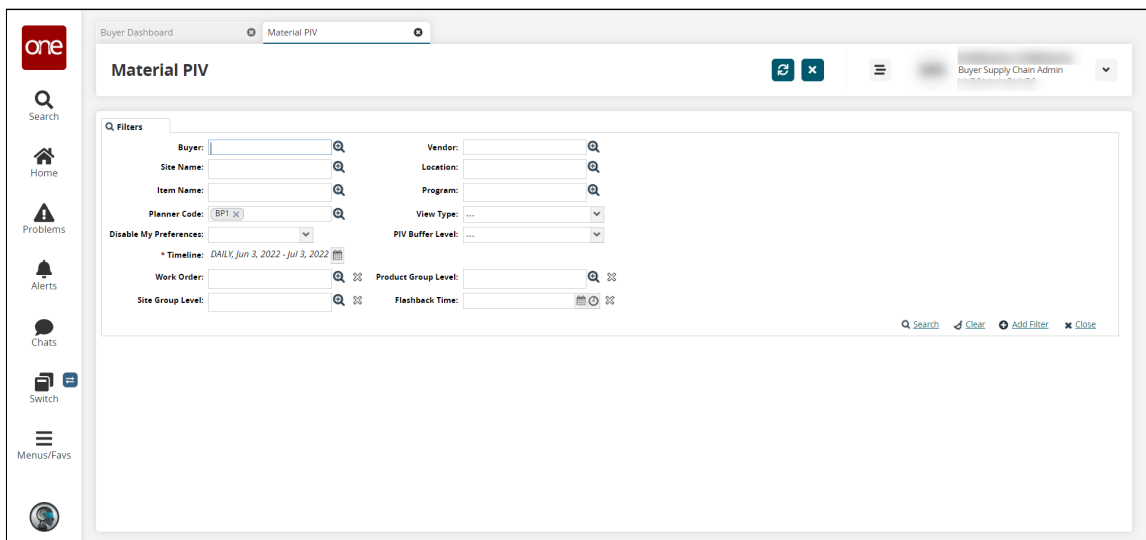 one
Buyer Dashboard
Material PIV
Material PIV
Buyer Supply Chain Admin
Search
Home
Problems
Alerts
Chats
Switch
Menus/Favs
Filters
Buyer:
Vendor:
Site Name:
Location:
Item Name:
Program:
Planner Code: BP1
View Type: ...
Disable My Preferences:
PIV Buffer Level: ...
* Timeline: DAILY, Jun 3, 2022 - Jul 3, 2022
Work Order:
Product Group Level:
Site Group Level:
Flashback Time:
Search Clear Add Filter Close